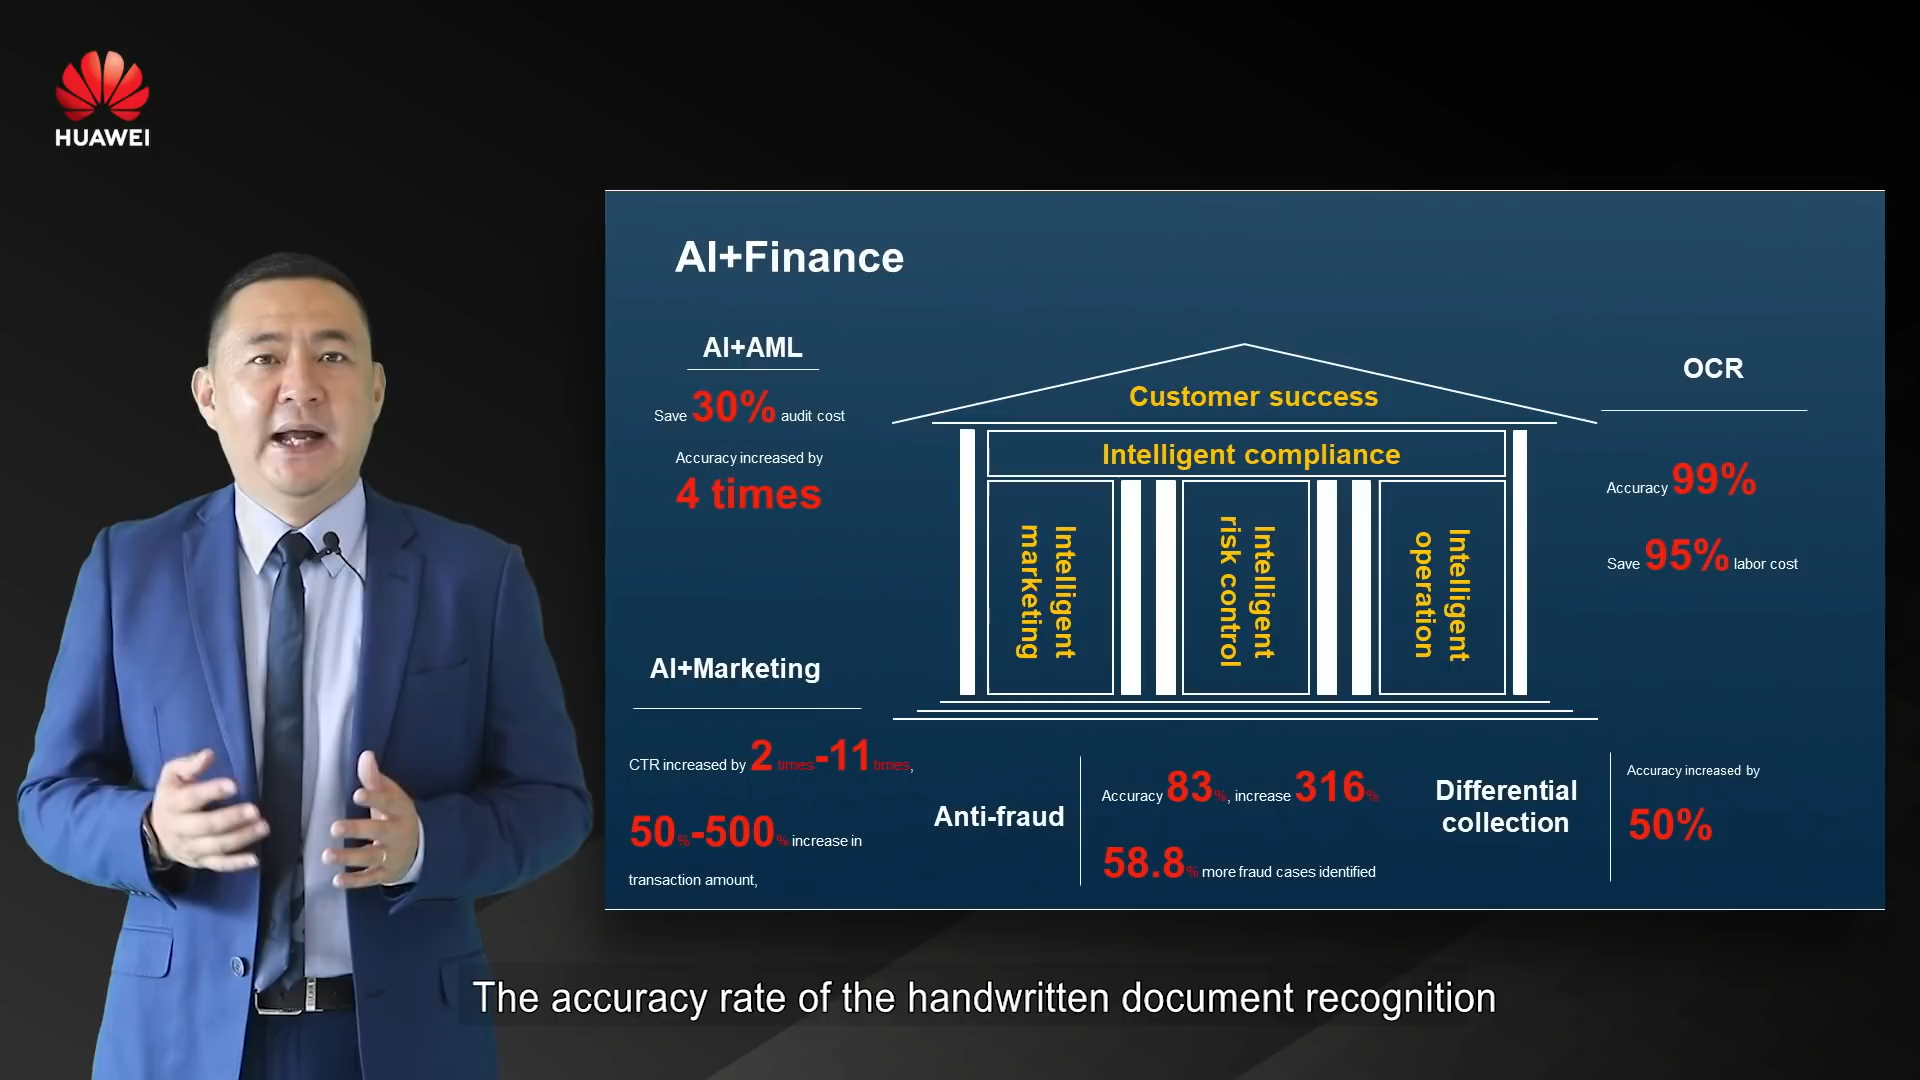 HUAWEI
AI+Finance
AI+AML
Save 30% audit cost
Accuracy increased by
4 times
Customer success
Intelligent compliance
Intelligent
marketing
Intelligent
risk control
Intelligent
operation
OCR
Accuracy 99%
Save 95% labor cost
AI+Marketing
CTR increased by 2 times-11 times,
50%-500% increase in
transaction amount,
Anti-fraud
Accuracy 83%, increase 316%
58.8% more fraud cases identified
Differential
collection
Accuracy increased by
50%
The accuracy rate of the handwritten document recognition